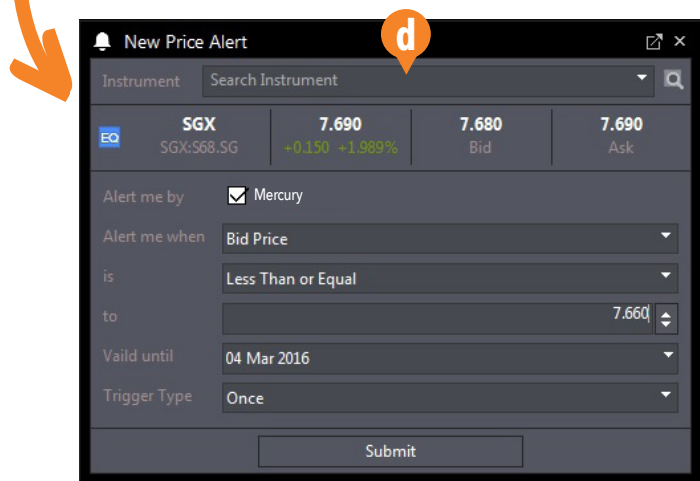 New Price Alert
d
Instrument Search Instrument
EQ SGX 7.690 7.680 7.690
SGX:S68.SG +0.150 +1.989% Bid Ask
Alert me by Mercury
Alert me when Bid Price
is Less Than or Equal
to 7.660
Vaild until 04 Mar 2016
Trigger Type Once
Submit